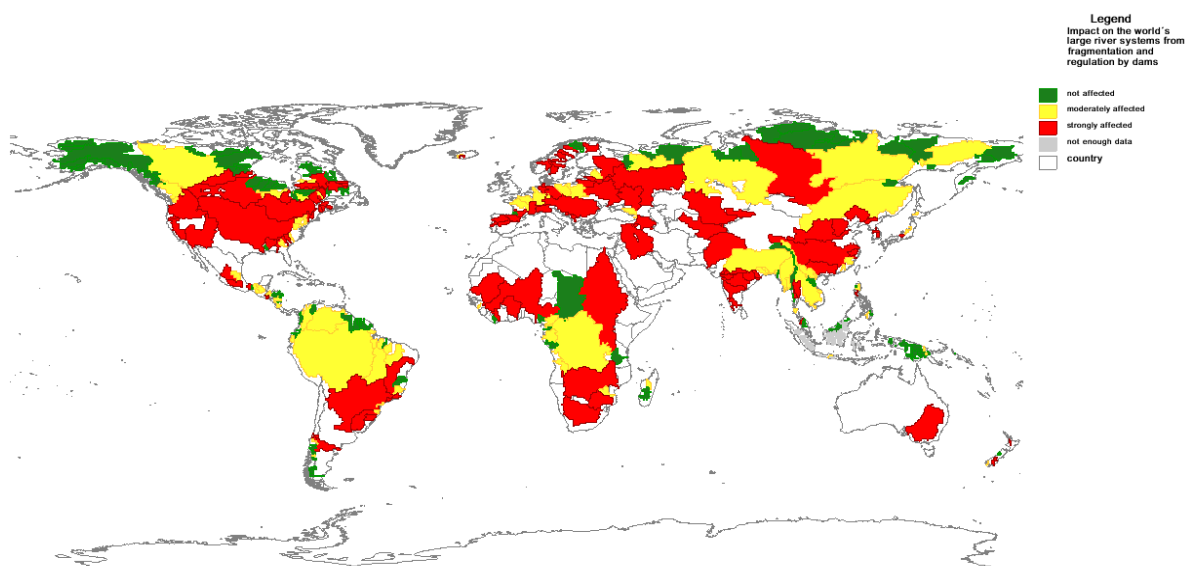 Legend
Impact on the world´s
large river systems from
fragmentation and
regulation by dams
not affected
moderately affected
strongly affected
not enough data
country